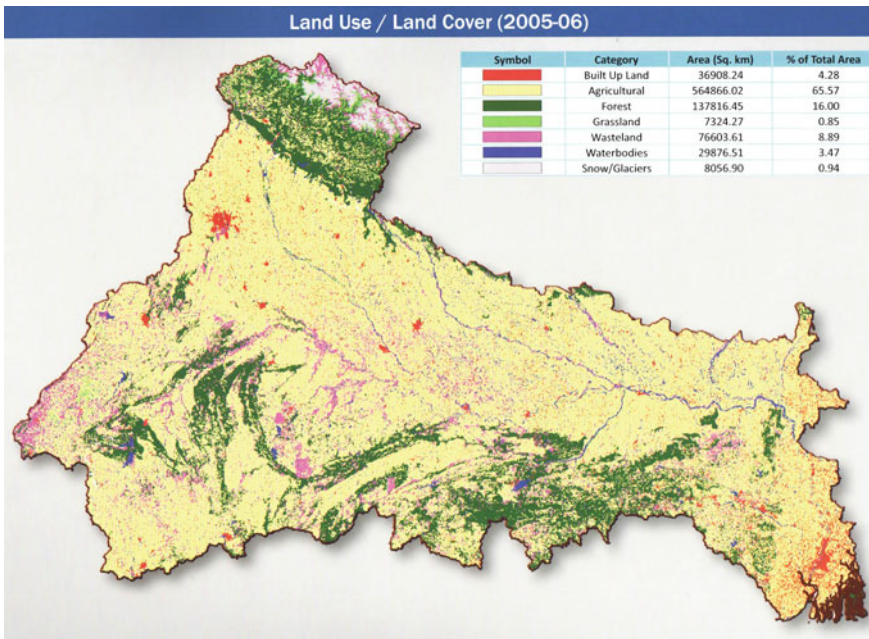 Land Use / Land Cover (2005-06)
Symbol Category Area (Sq. km) % of Total Area
Built Up Land 36908.24 4.28
Agricultural 564866.02 65.57
Forest 137816.45 16.00
Grassland 7324.27 0.85
Wasteland 76603.61 8.89
Waterbodies 29876.51 3.47
Snow/Glaciers 8056.90 0.94